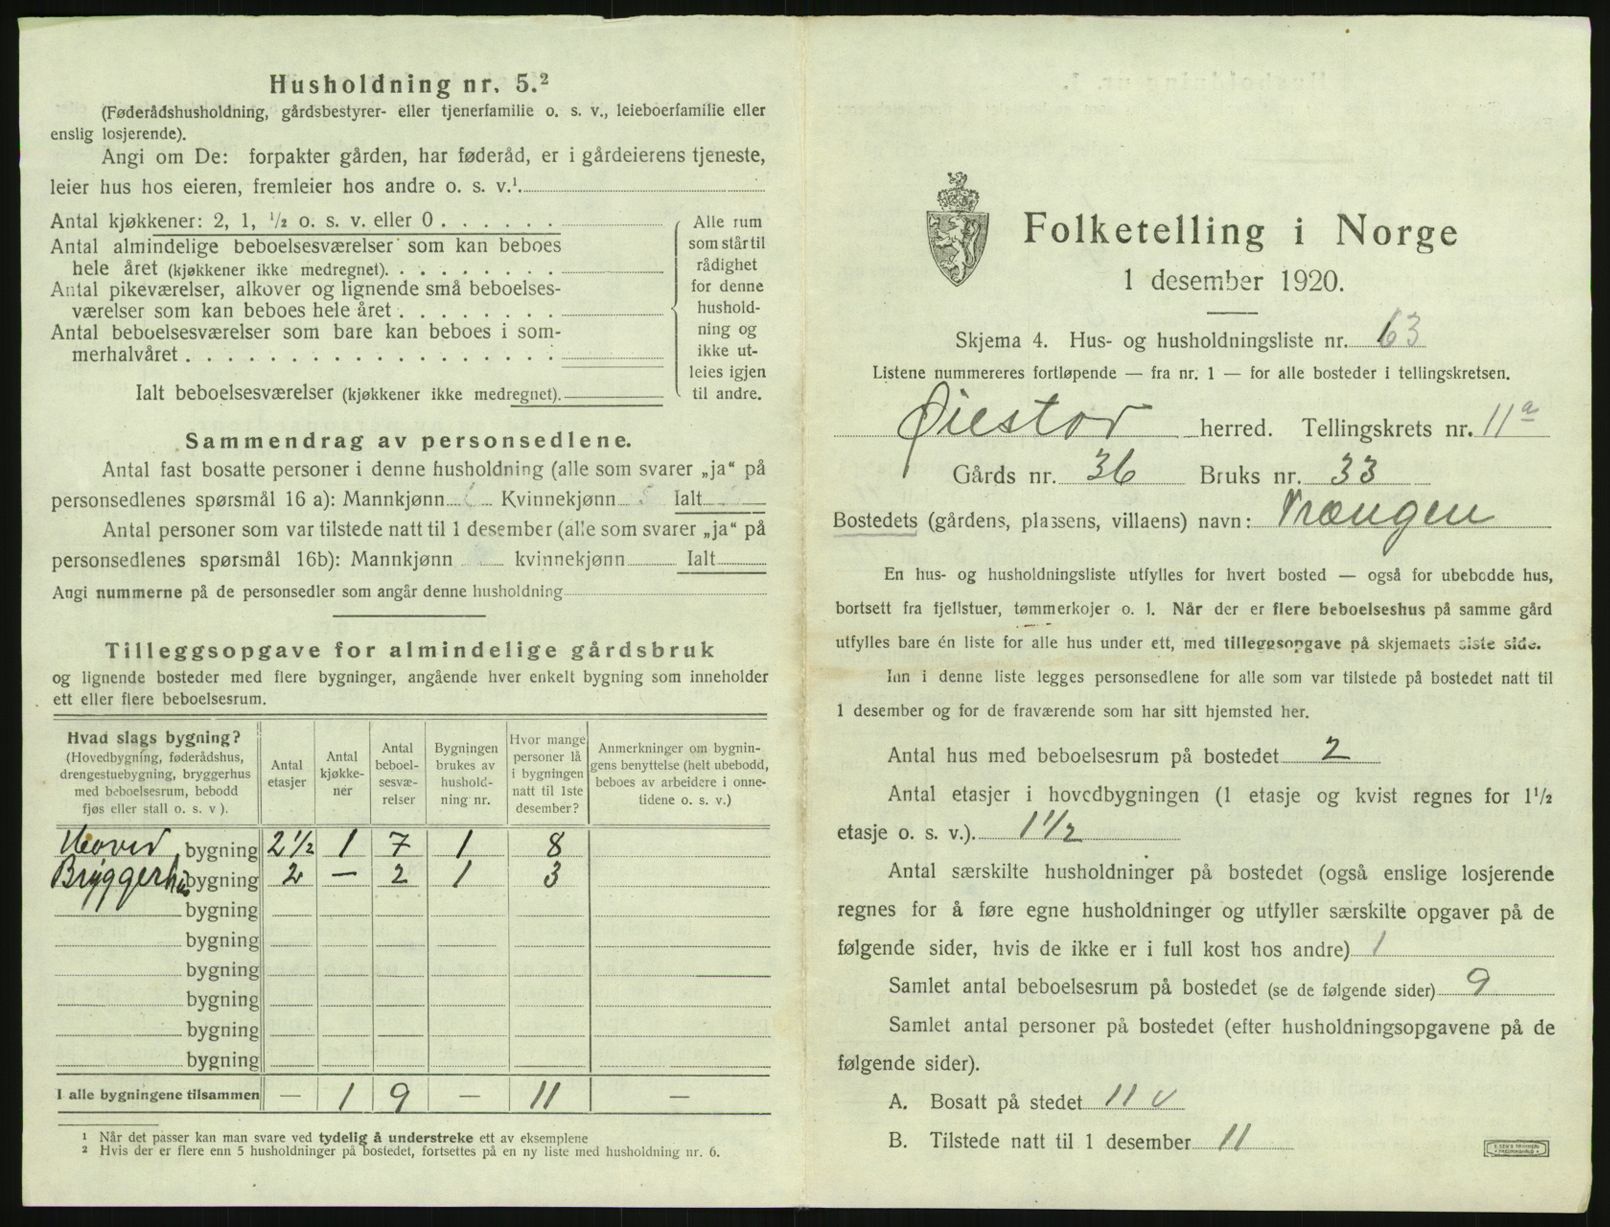 Husholdning nr. 5.²
(Føderådshusholdning, gårdsbestyrer- eller tjenerfamilie o. s. v., leieboerfamilie eller
enslig losjerende).
Angi om De: forpakter gården, har føderåd, er i gårdeierens tjeneste,
leier hus hos eieren, fremleier hos andre o. s. v.¹
Antal kjøkkener: 2, 1, ½ o. s. v. eller 0
Antal almindelige beboelsesværelser som kan beboes
hele året (kjøkkener ikke medregnet).
Antal pikeværelser, alkover og lignende små beboelses-
værelser som kan beboes hele året
Antal beboelsesværelser som bare kan beboes i som-
merhalvåret
Ialt beboelsesværelser (kjøkkener ikke medregnet).
Alle rum
som står til
rådighet
for denne
hushold-
ning og
ikke ut-
leies igjen
til andre.
Sammendrag av personsedlene.
Antal fast bosatte personer i denne husholdning (alle som svarer „ja“ på
personsedlenes spørsmål 16 a): Mannkjønn 6 Kvinnekjønn 5 Ialt
Antal personer som var tilstede natt til 1 desember (alle som svarer „ja“ på
personsedlenes spørsmål 16b): Mannkjønn kvinnekjønn Ialt
Angi nummerne på de personsedler som angår denne husholdning
Tilleggsopgave for almindelige gårdsbruk
og lignende bosteder med flere bygninger, angående hver enkelt bygning som inneholder
ett eller flere beboelsesrum.
Hvad slags bygning?
(Hovedbygning, føderådshus,
drengestuebygning, bryggerhus
med beboelsesrum, bebodd
fjøs eller stall o. s. v).
Antal
etasjer
Antal
kjøkke-
ner
Antal
beboel-
sesvæ-
relser
Bygningen
brukes av
hushold-
ning nr.
Hvor mange
personer lå
i bygningen
natt til 1ste
desember?
Anmerkninger om bygnin-
gens benyttelse (helt ubebodd,
beboes av arbeidere i onne-
tidene o. s. v.)
Hoved bygning 2½ 1 7 1 8
Bryggerhus bygning 2 — 2 1 3
bygning
bygning
bygning
bygning
bygning
bygning
I alle bygningene tilsammen — 1 9 — 11 —
¹ Når det passer kan man svare ved tydelig å understreke ett av eksemplene
² Hvis der er flere enn 5 husholdninger på bostedet, fortsettes på en ny liste med husholdning nr. 6.
Folketelling i Norge
1 desember 1920.
Skjema 4. Hus- og husholdningsliste nr. 63
Listene nummereres fortløpende — fra nr. 1 — for alle bosteder i tellingskretsen.
Øiestad herred. Tellingskrets nr. 11a
Gårds nr. 36 Bruks nr. 33
Bostedets (gårdens, plassens, villaens) navn: Trængen
En hus- og husholdningsliste utfylles for hvert bosted — også for ubebodde hus,
bortsett fra fjellstuer, tømmerkojer o. l. Når der er flere beboelseshus på samme gård
utfylles bare én liste for alle hus under ett, med tilleggsopgave på skjemaets siste side.
Inn i denne liste legges personsedlene for alle som var tilstede på bostedet natt til
1 desember og for de fraværende som har sitt hjemsted her.
Antal hus med beboelsesrum på bostedet 2
Antal etasjer i hovedbygningen (1 etasje og kvist regnes for 1½
etasje o. s. v.). 1½
Antal særskilte husholdninger på bostedet (også enslige losjerende
regnes for å føre egne husholdninger og utfyller særskilte opgaver på de
følgende sider, hvis de ikke er i full kost hos andre) 1
Samlet antal beboelsesrum på bostedet (se de følgende sider) 9
Samlet antal personer på bostedet (efter husholdningsopgavene på de
følgende sider).
A. Bosatt på stedet 11 v
B. Tilstede natt til 1 desember 11